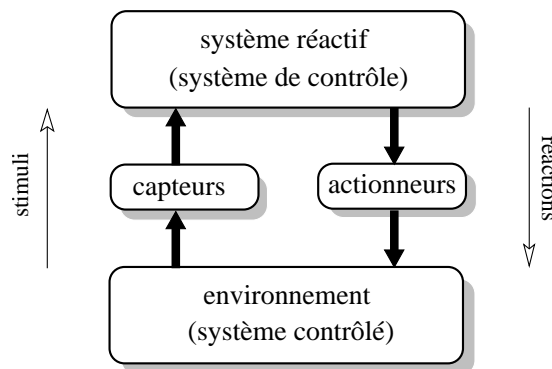 système réactif
(système de contrôle)
stimuli
capteurs
actionneurs
réactions
environnement
(système contrôlé)